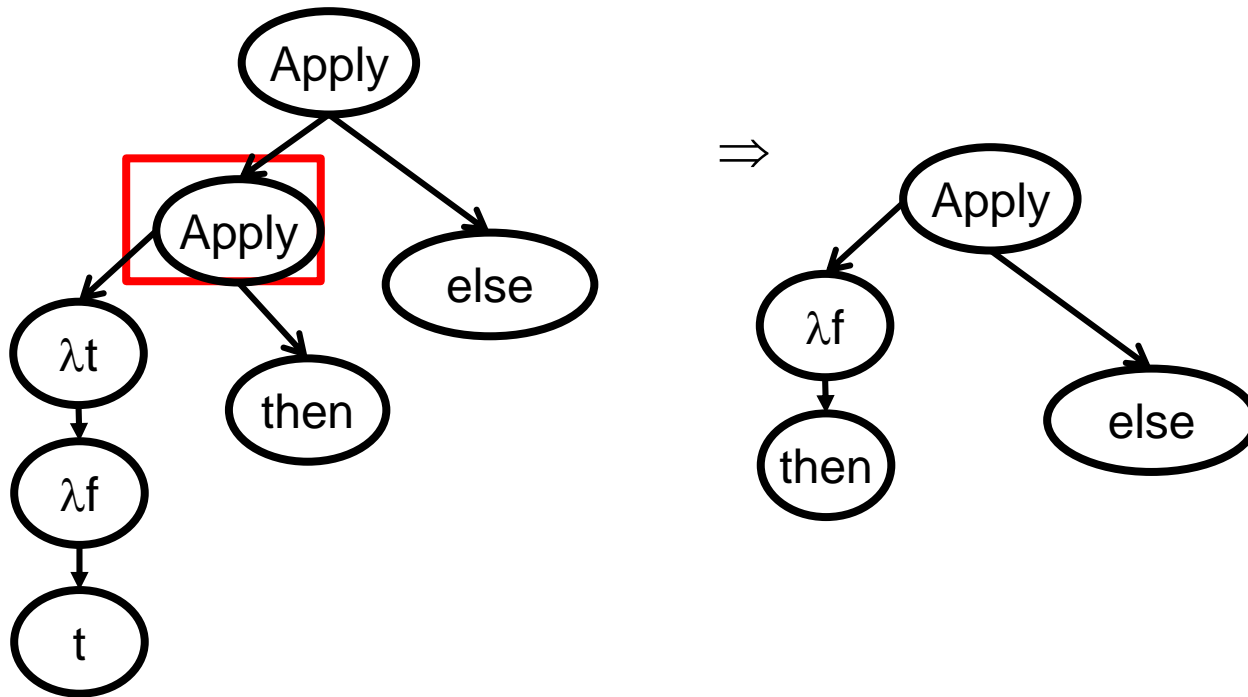 Apply
⇒
Apply
Apply
else
λt
λf
then
else
then
λf
t